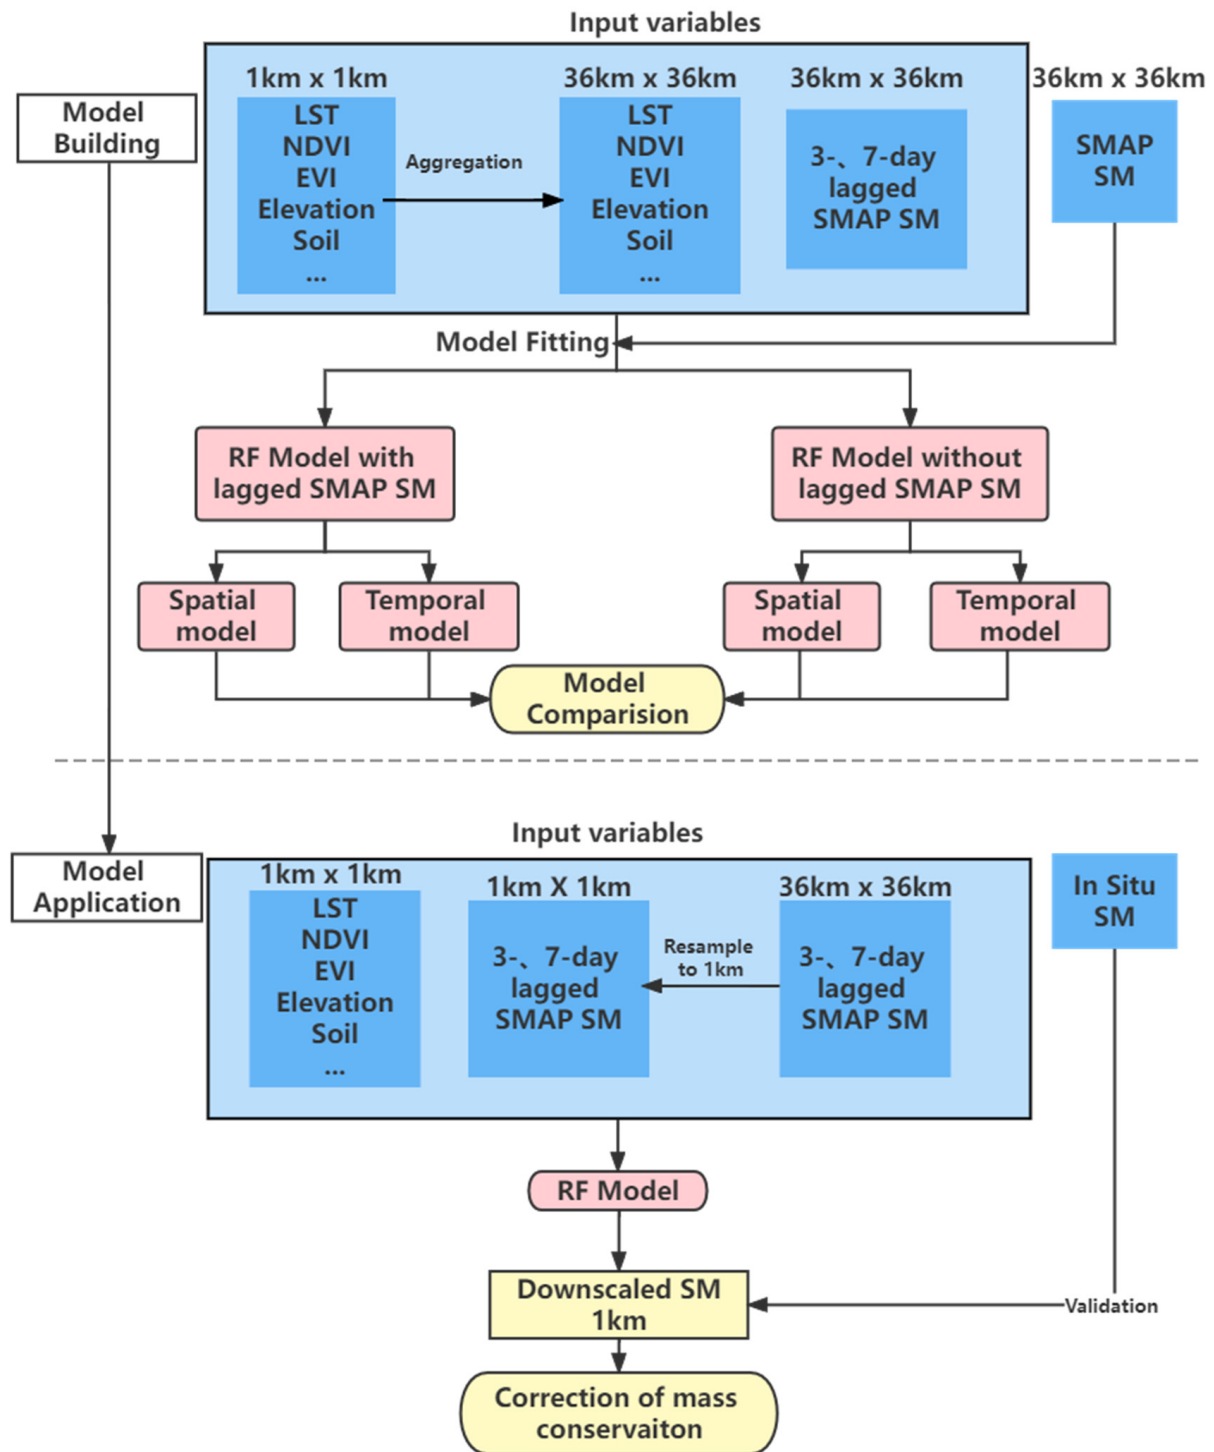 Input variables
1km x 1km
36km x 36km
36km x 36km
36km x 36km
Model
Building
LST
NDVI
EVI
Elevation
Soil
...
Aggregation
LST
NDVI
EVI
Elevation
Soil
...
3-、7-day
lagged
SMAP SM
SMAP
SM
Model Fitting
RF Model with
lagged SMAP SM
RF Model without
lagged SMAP SM
Spatial
model
Temporal
model
Spatial
model
Temporal
model
Model
Comparision
Input variables
Model
Application
1km x 1km
LST
NDVI
EVI
Elevation
Soil
...
1km X 1km
3-、7-day
lagged
SMAP SM
Resample
to 1km
36km x 36km
3-、7-day
lagged
SMAP SM
In Situ
SM
RF Model
Downscaled SM
1km
Validation
Correction of mass
conservaiton